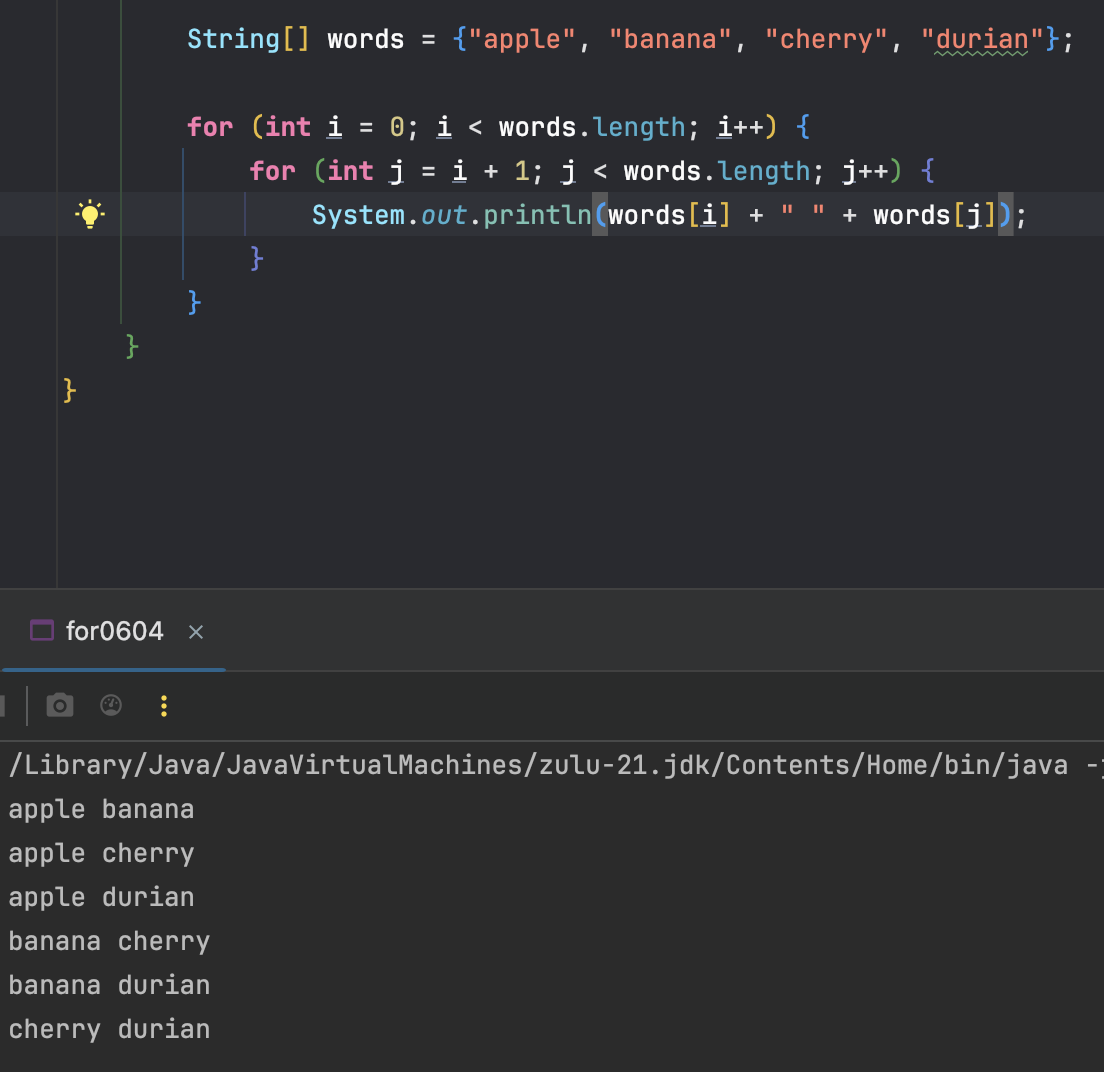 String[] words = {"apple", "banana", "cherry", "durian"};
for (int i = 0; i < words.length; i++) {
for (int j = i + 1; j < words.length; j++) {
System.out.println(words[i] + " " + words[j]);
}
}
}
}
for0604
/Library/Java/JavaVirtualMachines/zulu-21.jdk/Contents/Home/bin/java -j
apple banana
apple cherry
apple durian
banana cherry
banana durian
cherry durian